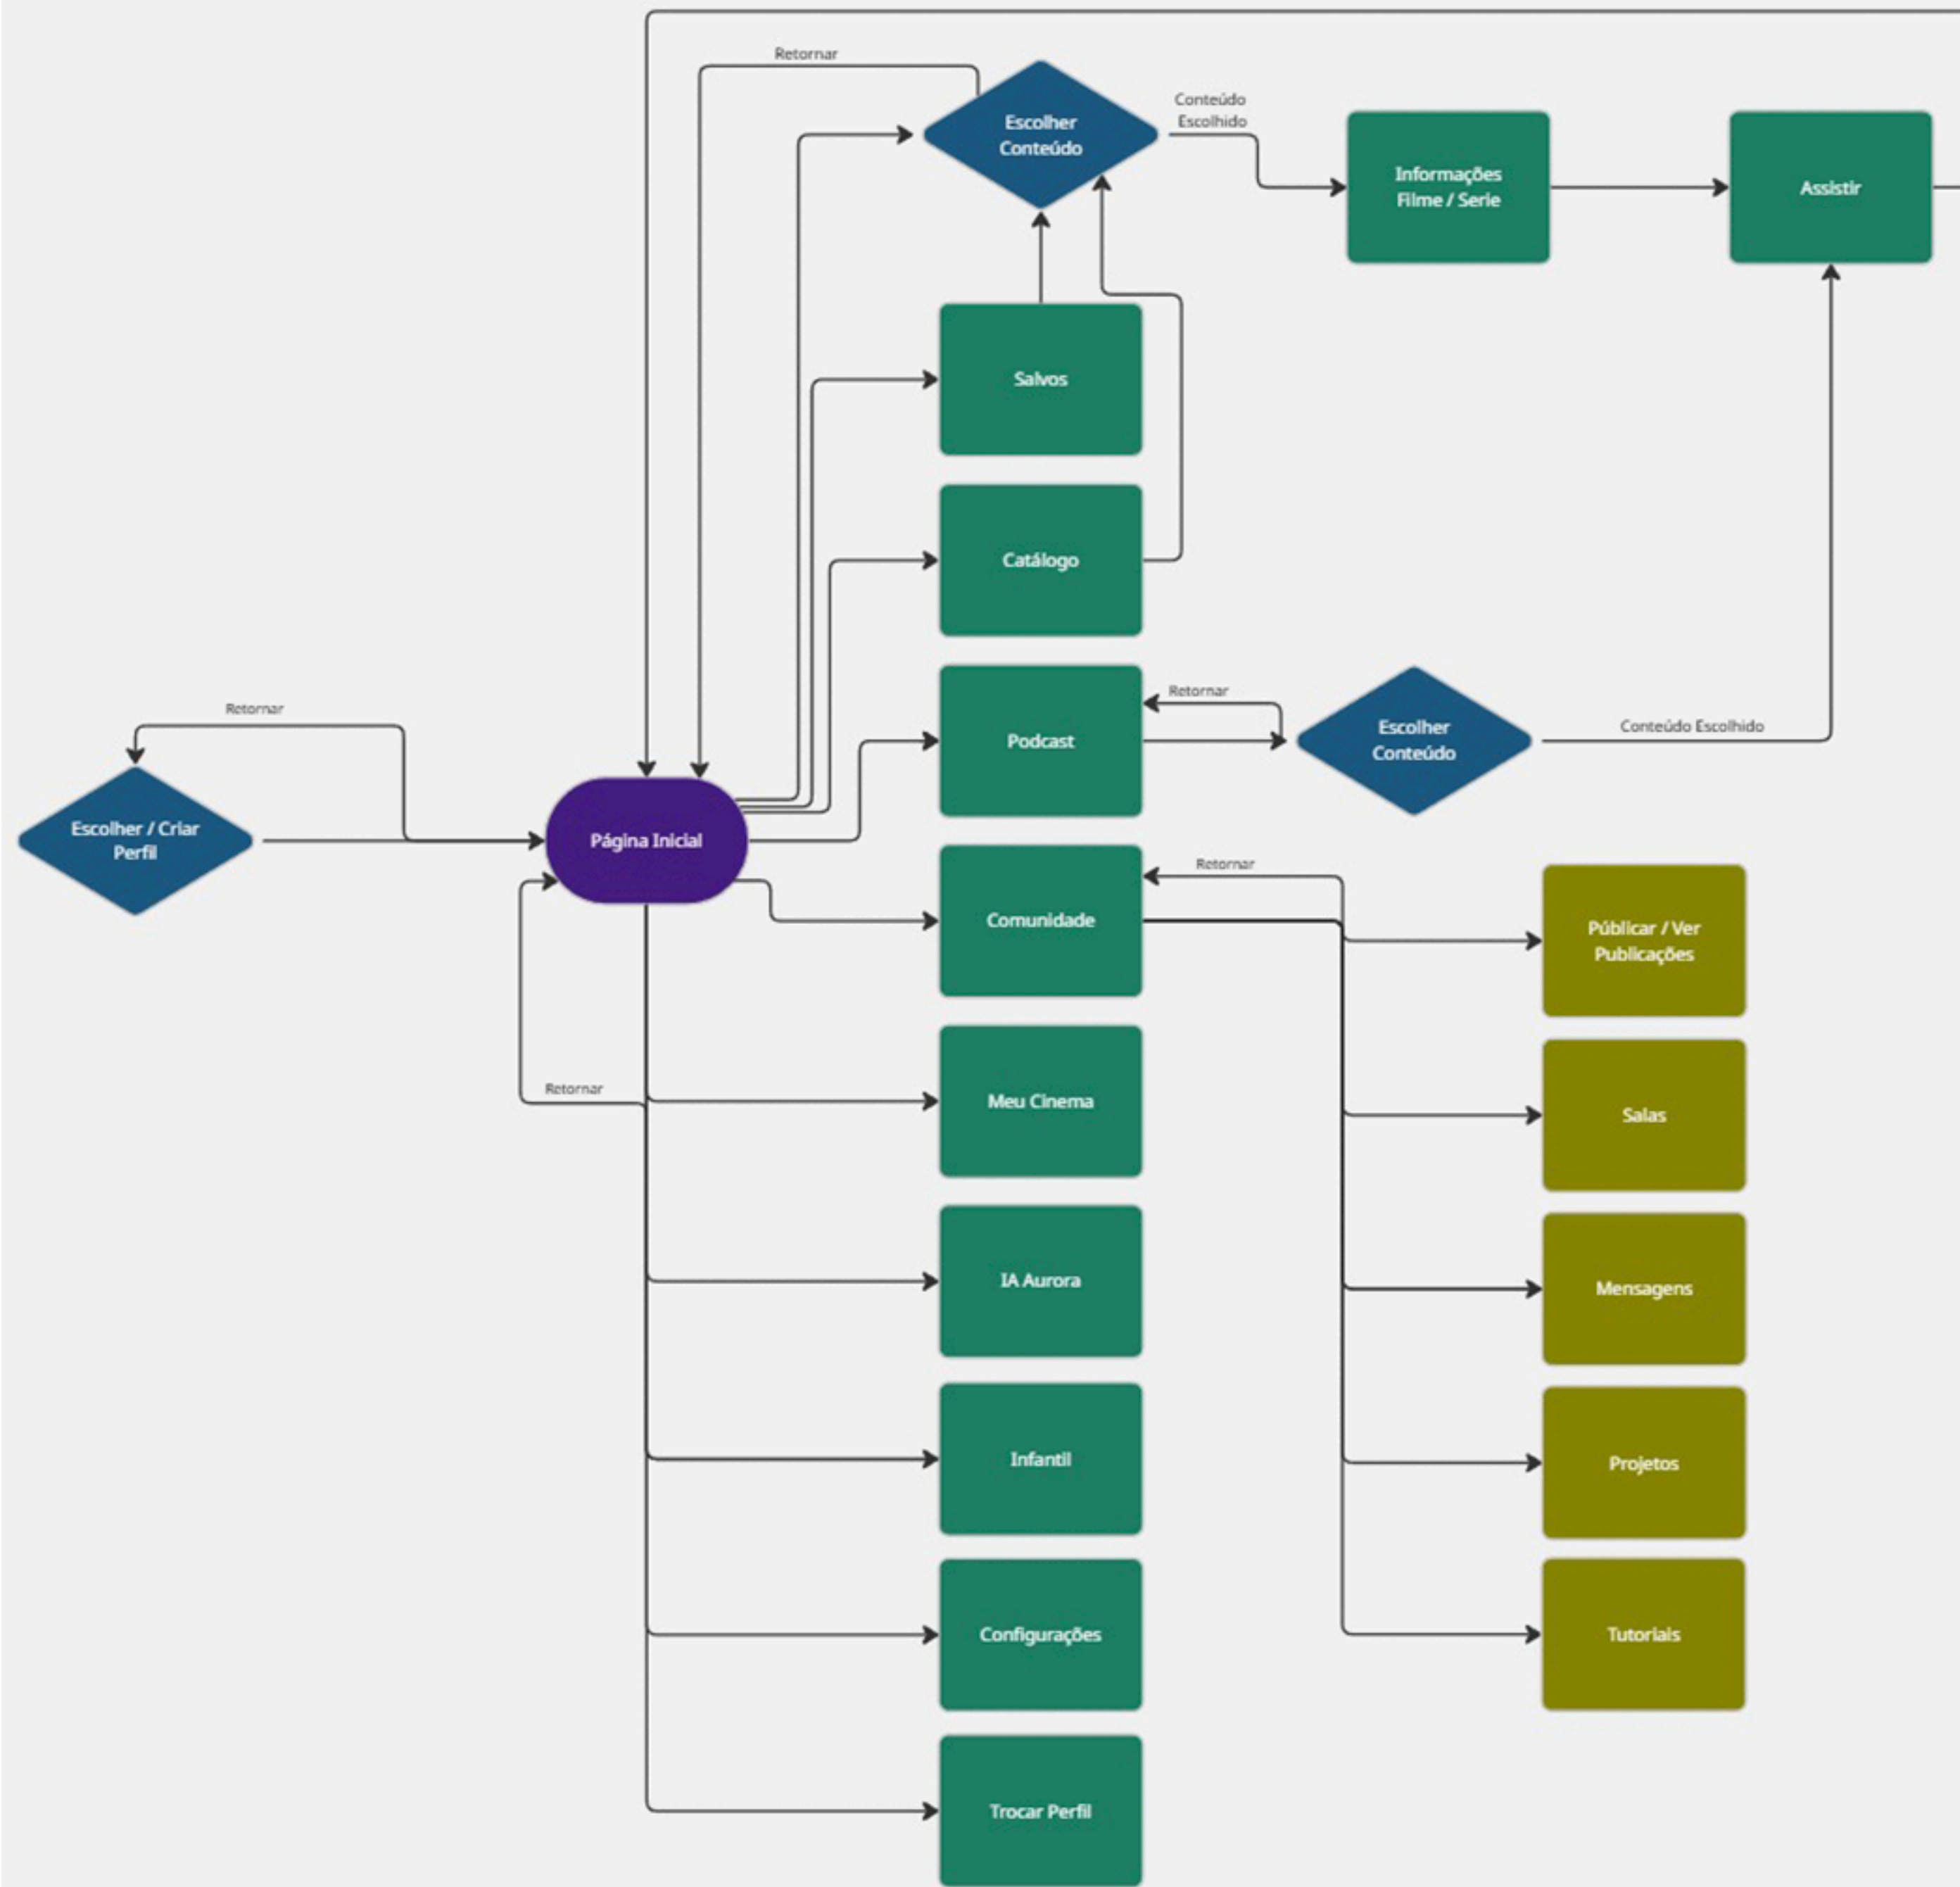 Retornar
Escolher
Conteúdo
Conteúdo
Escolhido
Informações
Filme / Serie
Assistir
Salvos
Catálogo
Podcast
Retornar
Escolher
Conteúdo
Conteúdo Escolhido
Retornar
Escolher / Criar
Perfil
Página Inicial
Comunidade
Retornar
Públicar / Ver
Publicações
Retornar
Meu Cinema
Salas
IA Aurora
Mensagens
Infantil
Projetos
Configurações
Tutoriais
Trocar Perfil